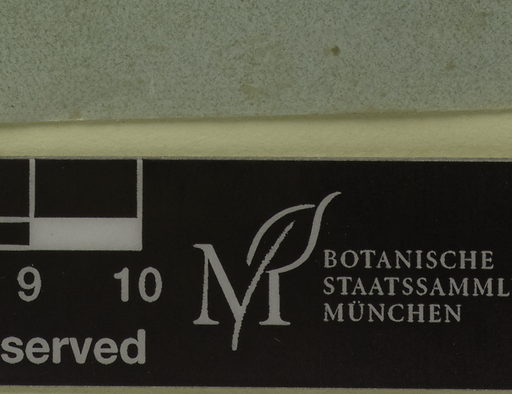 9 10
served
BOTANISCHE
STAATSSAMML
MÜNCHEN